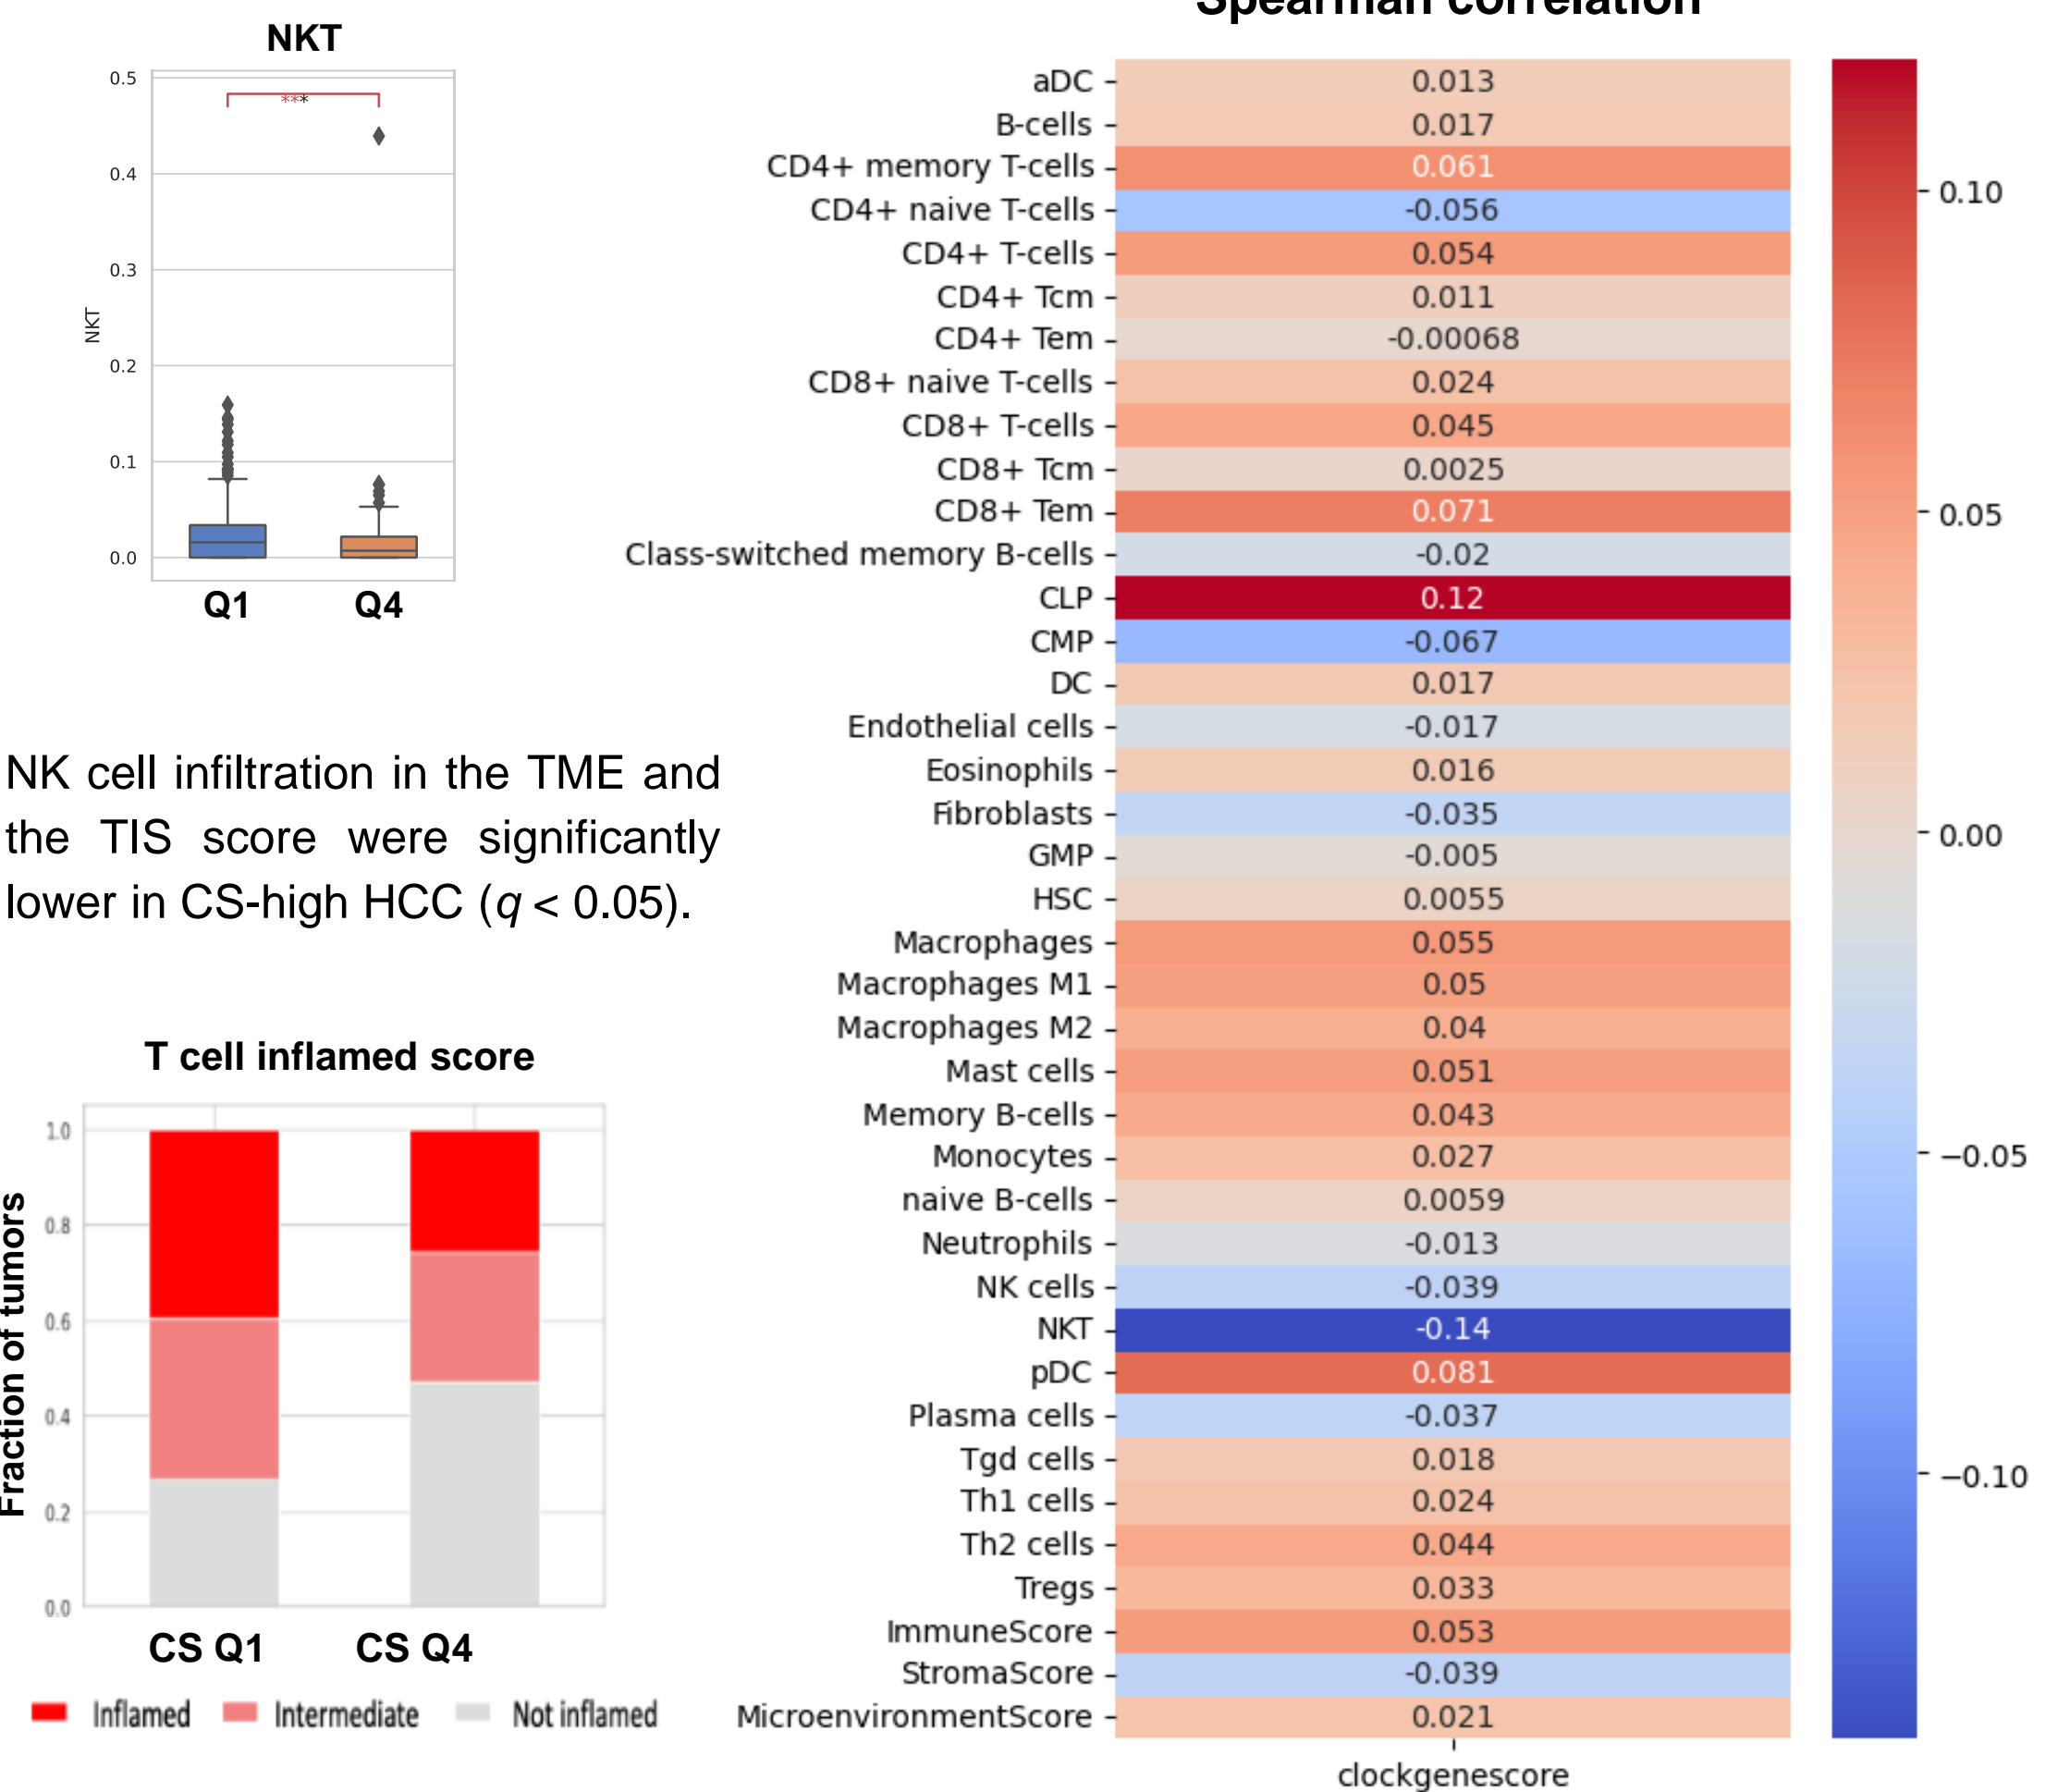 NKT
0.5
***
0.4
0.3
NKT
0.2
0.1
0.0
Q1 Q4
NK cell infiltration in the TME and
the TIS score were significantly
lower in CS-high HCC (q < 0.05).
T cell inflamed score
Fraction of tumors
1.0
0.8
0.6
0.4
0.2
0.0
CS Q1 CS Q4
Inflamed Intermediate Not inflamed
Spearman correlation
aDC 0.013
B-cells 0.017
CD4+ memory T-cells 0.061
CD4+ naive T-cells -0.056
CD4+ T-cells 0.054
CD4+ Tcm 0.011
CD4+ Tem -0.00068
CD8+ naive T-cells 0.024
CD8+ T-cells 0.045
CD8+ Tcm 0.0025
CD8+ Tem 0.071
Class-switched memory B-cells -0.02
CLP 0.12
CMP -0.067
DC 0.017
Endothelial cells -0.017
Eosinophils 0.016
Fibroblasts -0.035
GMP -0.005
HSC 0.0055
Macrophages 0.055
Macrophages M1 0.05
Macrophages M2 0.04
Mast cells 0.051
Memory B-cells 0.043
Monocytes 0.027
naive B-cells 0.0059
Neutrophils -0.013
NK cells -0.039
NKT -0.14
pDC 0.081
Plasma cells -0.037
Tgd cells 0.018
Th1 cells 0.024
Th2 cells 0.044
Tregs 0.033
ImmuneScore 0.053
StromaScore -0.039
MicroenvironmentScore 0.021
clockgenescore
0.10
0.05
0.00
−0.05
−0.10